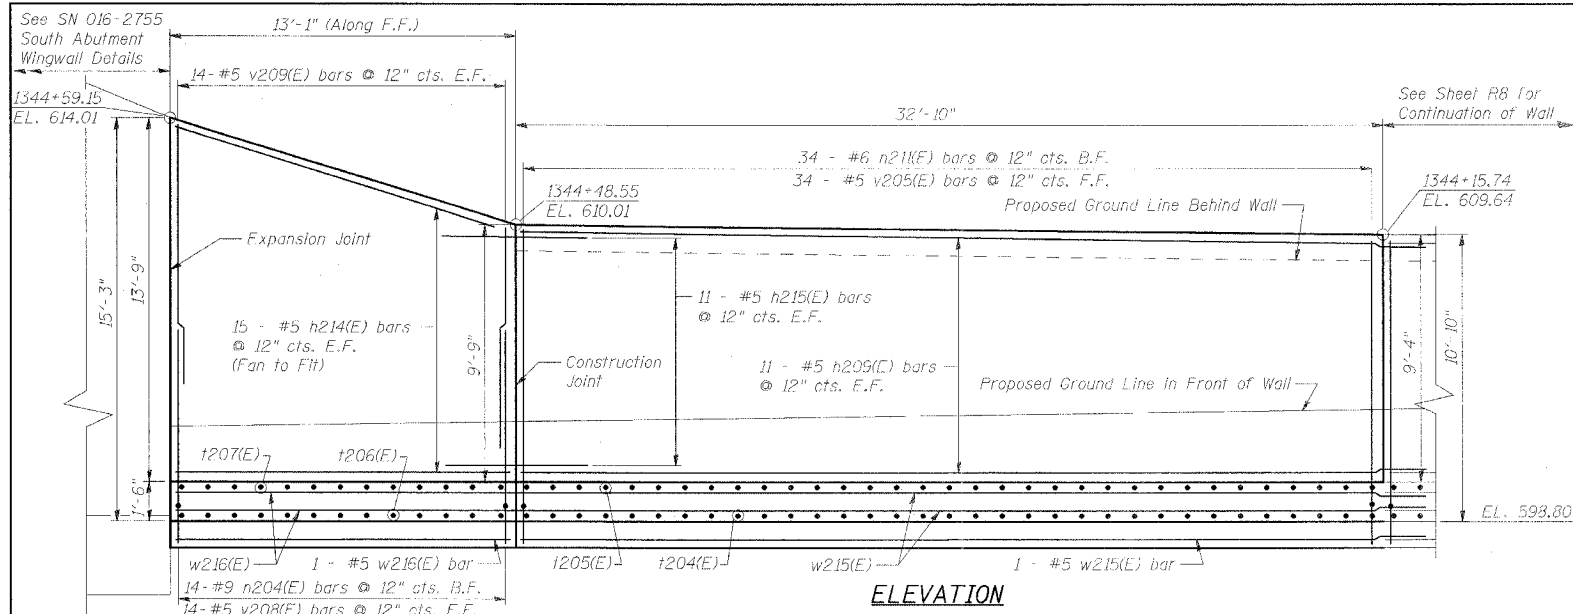 See SN 016-2755
South Abutment
Wingwall Details
13'-1" (Along F.F.)
14-#5 v209(E) bars @ 12" cts. E.F.
1344+59.15
EL. 614.01
32'-10"
See Sheet R8 for
Continuation of Wall
34 - #6 n211(E) bars @ 12" cts. B.F.
34 - #5 v205(E) bars @ 12" cts. F.F.
1344+48.55
EL. 610.01
1344+15.74
EL. 609.64
Proposed Ground Line Behind Wall
Expansion Joint
15'-3"
13'-9"
15 - #5 h214(E) bars
@ 12" cts. E.F.
(Fan to Fit)
9'-9"
11 - #5 h215(E) bars
@ 12" cts. E.F.
Construction
Joint
11 - #5 h209(E) bars
@ 12" cts. E.F.
Proposed Ground Line in Front of Wall
9'-4"
10'-10"
t207(E)
t206(E)
1'-6"
EL. 598.80
w216(E)
1 - #5 w216(E) bar
t205(E)
t204(E)
w215(E)
1 - #5 w215(E) bar
14-#9 n204(E) bars @ 12" cts. B.F.
14-#5 v208(E) bars @ 12" cts. F.F.
ELEVATION